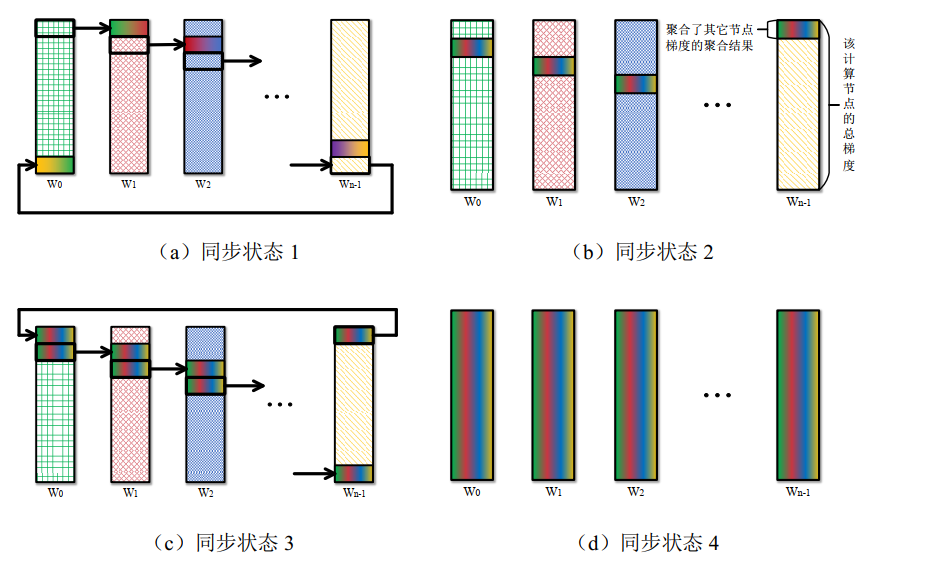 W0
W1
W2
…
Wn-1
(a)同步状态 1
聚合了其它节点
梯度的聚合结果
该计算节点的总梯度
W0
W1
W2
…
Wn-1
(b)同步状态 2
W0
W1
W2
…
Wn-1
(c)同步状态 3
W0
W1
W2
…
Wn-1
(d)同步状态 4